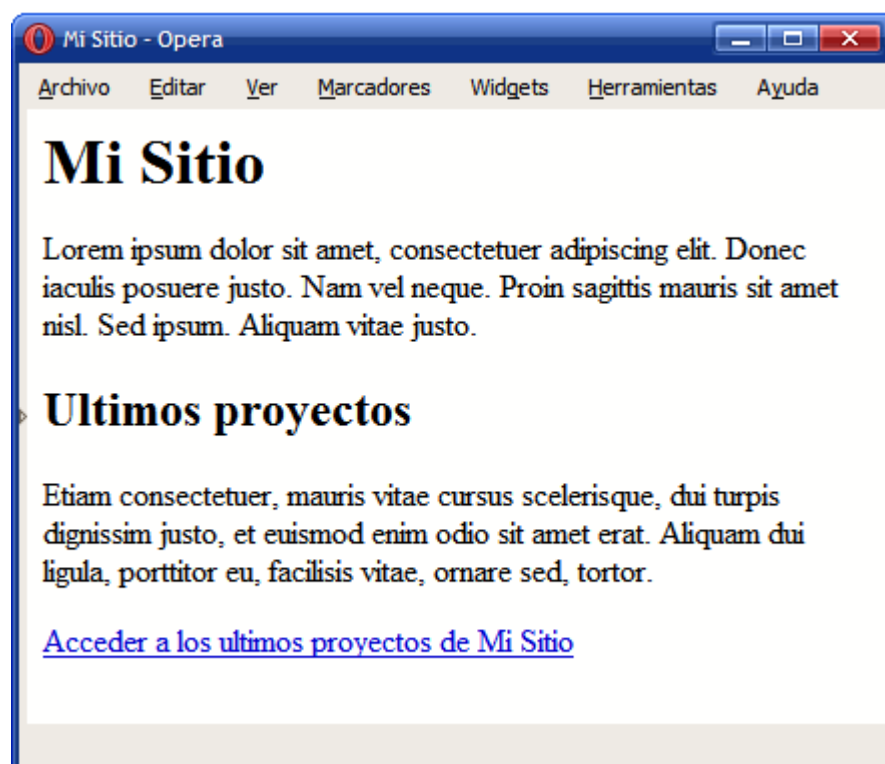 Mi Sitio - Opera
Archivo Editar Ver Marcadores Widgets Herramientas Ayuda
Mi Sitio
Lorem ipsum dolor sit amet, consectetuer adipiscing elit. Donec
iaculis posuere justo. Nam vel neque. Proin sagittis mauris sit amet
nisl. Sed ipsum. Aliquam vitae justo.
Ultimos proyectos
Etiam consectetuer, mauris vitae cursus scelerisque, dui turpis
dignissim justo, et euismod enim odio sit amet erat. Aliquam dui
ligula, porttitor eu, facilisis vitae, ornare sed, tortor.
Acceder a los ultimos proyectos de Mi Sitio